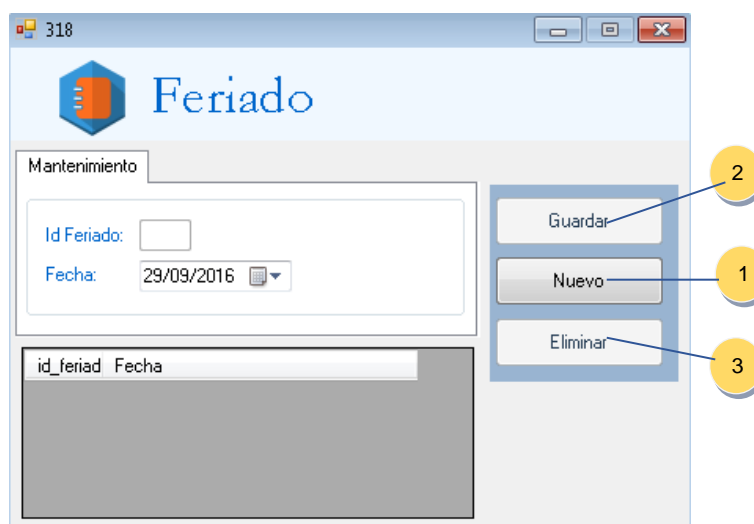 318
Feriado
Mantenimiento
Id Feriado:
Fecha: 29/09/2016
id_feriad Fecha
Guardar
Nuevo
Eliminar
2
1
3